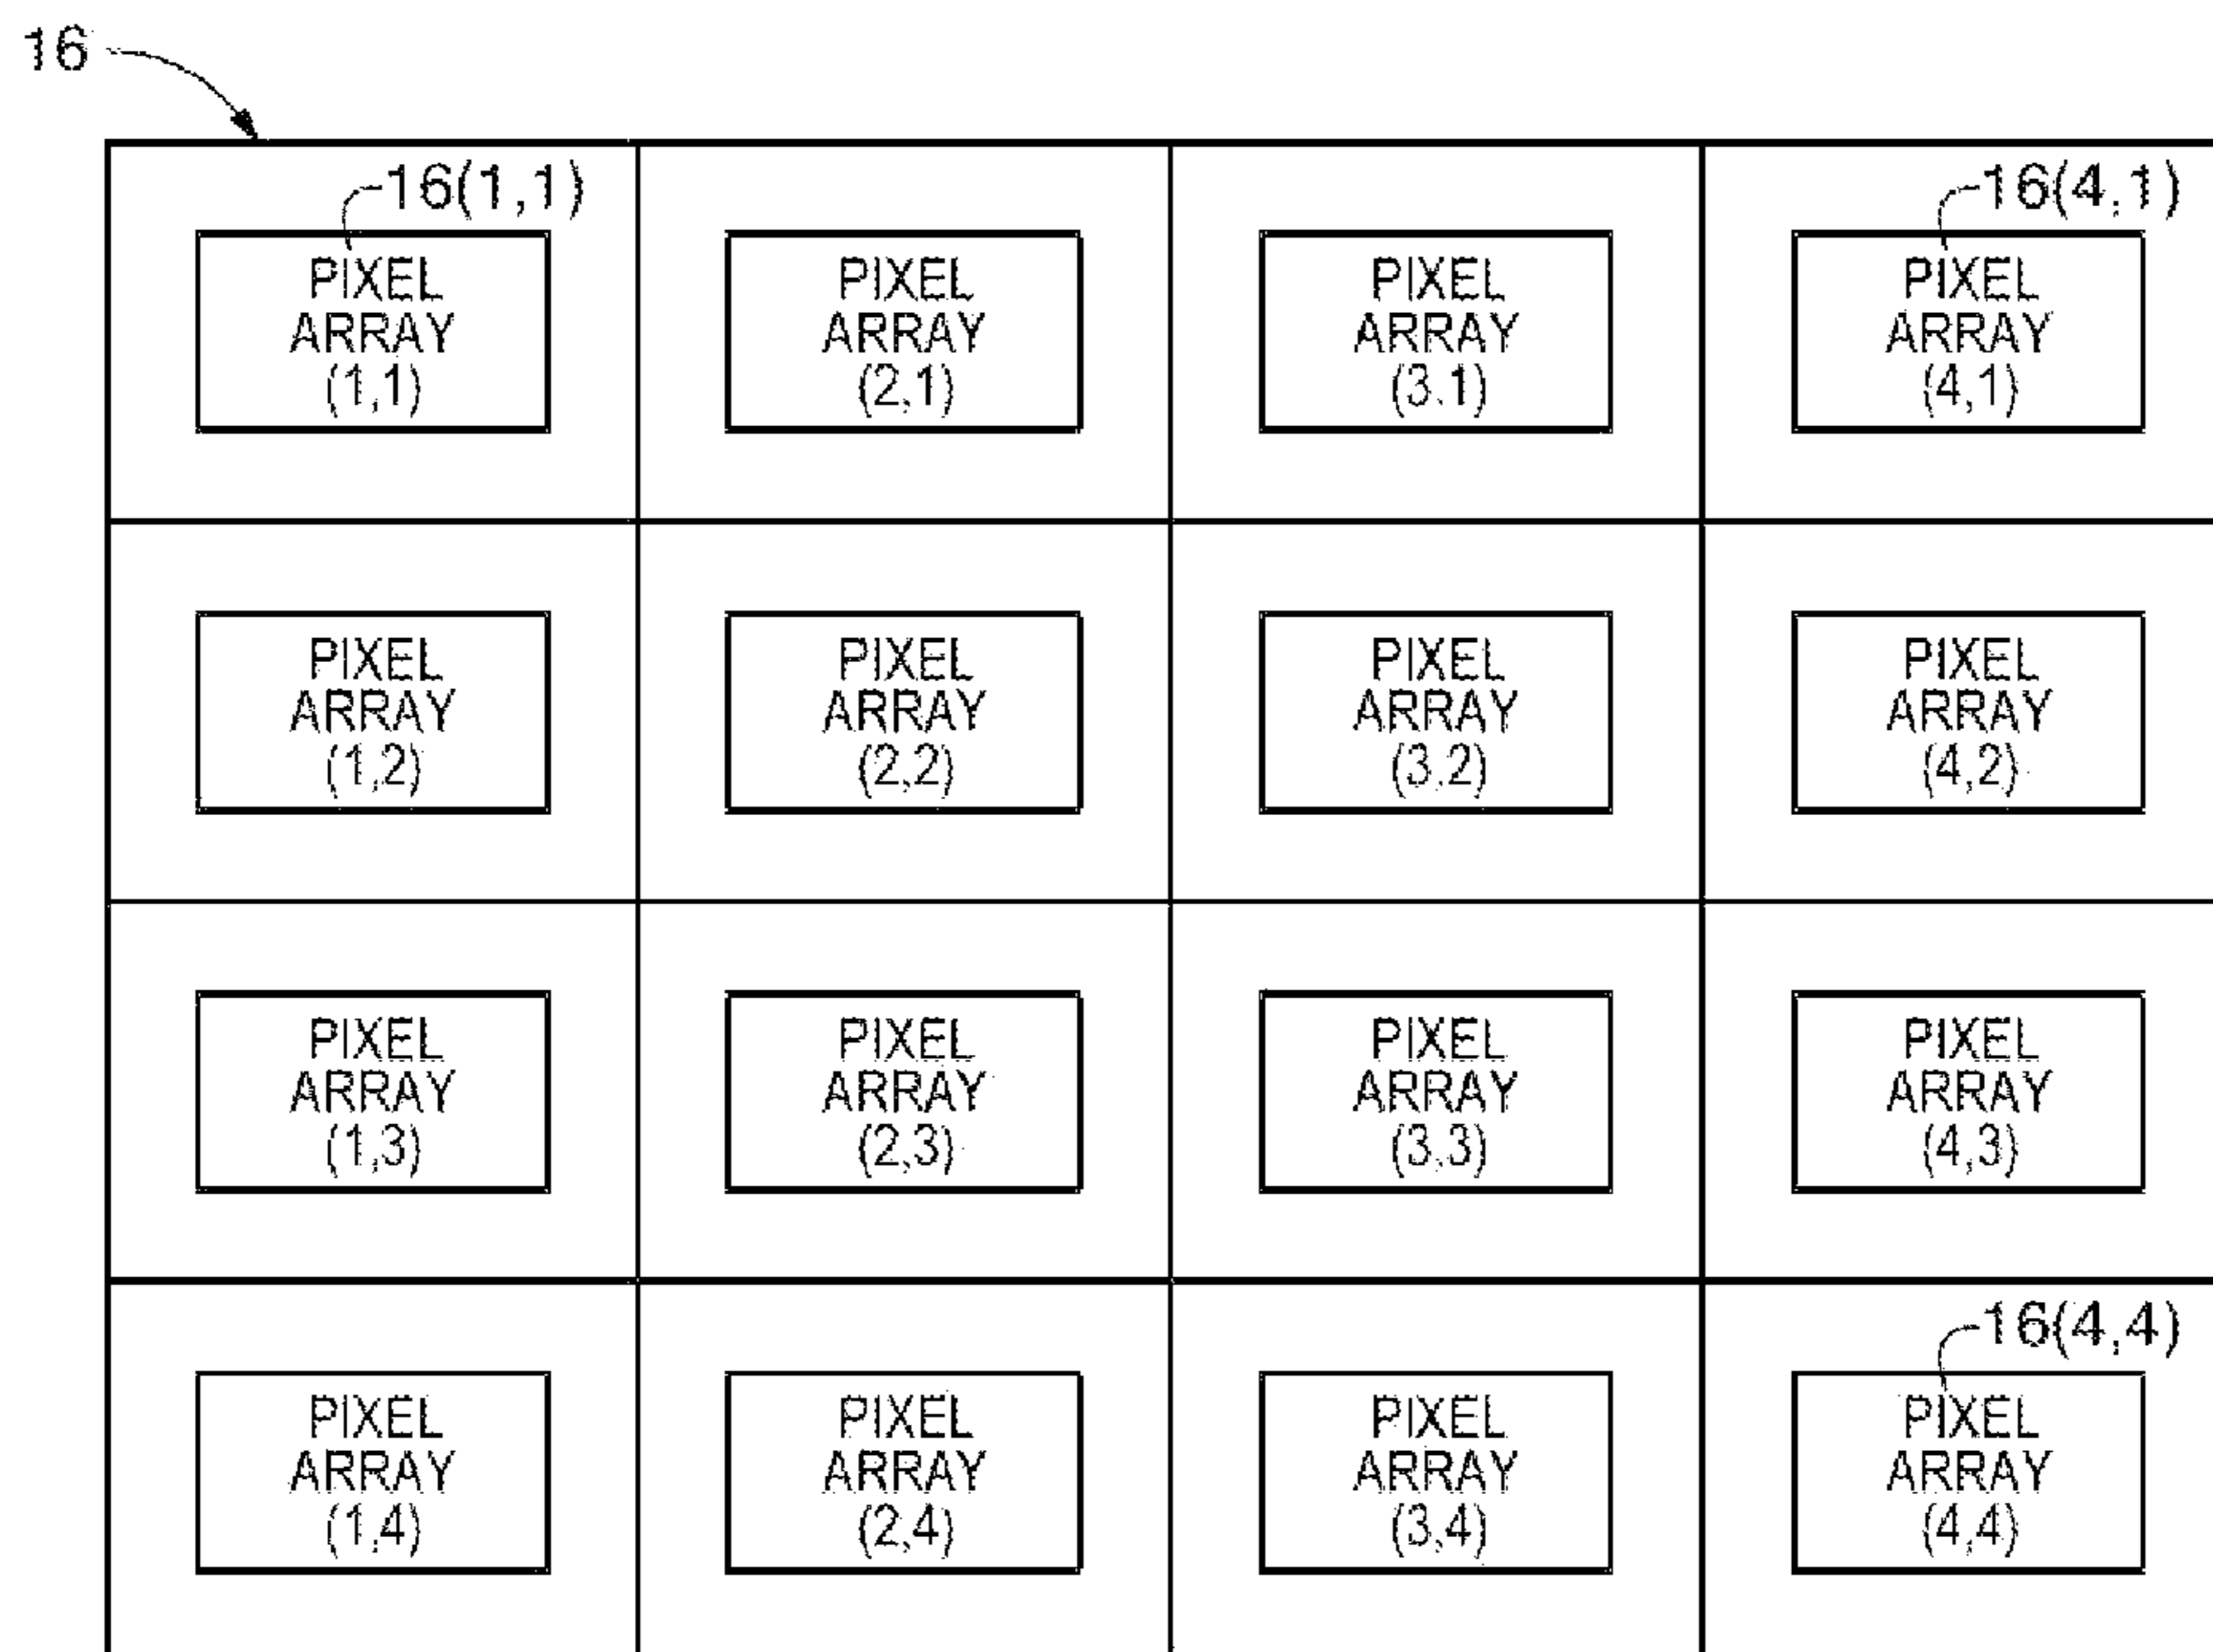 16
16(1,1)
16(4,1)
PIXEL
ARRAY
(1,1)
PIXEL
ARRAY
(2,1)
PIXEL
ARRAY
(3,1)
PIXEL
ARRAY
(4,1)
PIXEL
ARRAY
(1,2)
PIXEL
ARRAY
(2,2)
PIXEL
ARRAY
(3,2)
PIXEL
ARRAY
(4,2)
PIXEL
ARRAY
(1,3)
PIXEL
ARRAY
(2,3)
PIXEL
ARRAY
(3,3)
PIXEL
ARRAY
(4,3)
16(4,4)
PIXEL
ARRAY
(1,4)
PIXEL
ARRAY
(2,4)
PIXEL
ARRAY
(3,4)
PIXEL
ARRAY
(4,4)